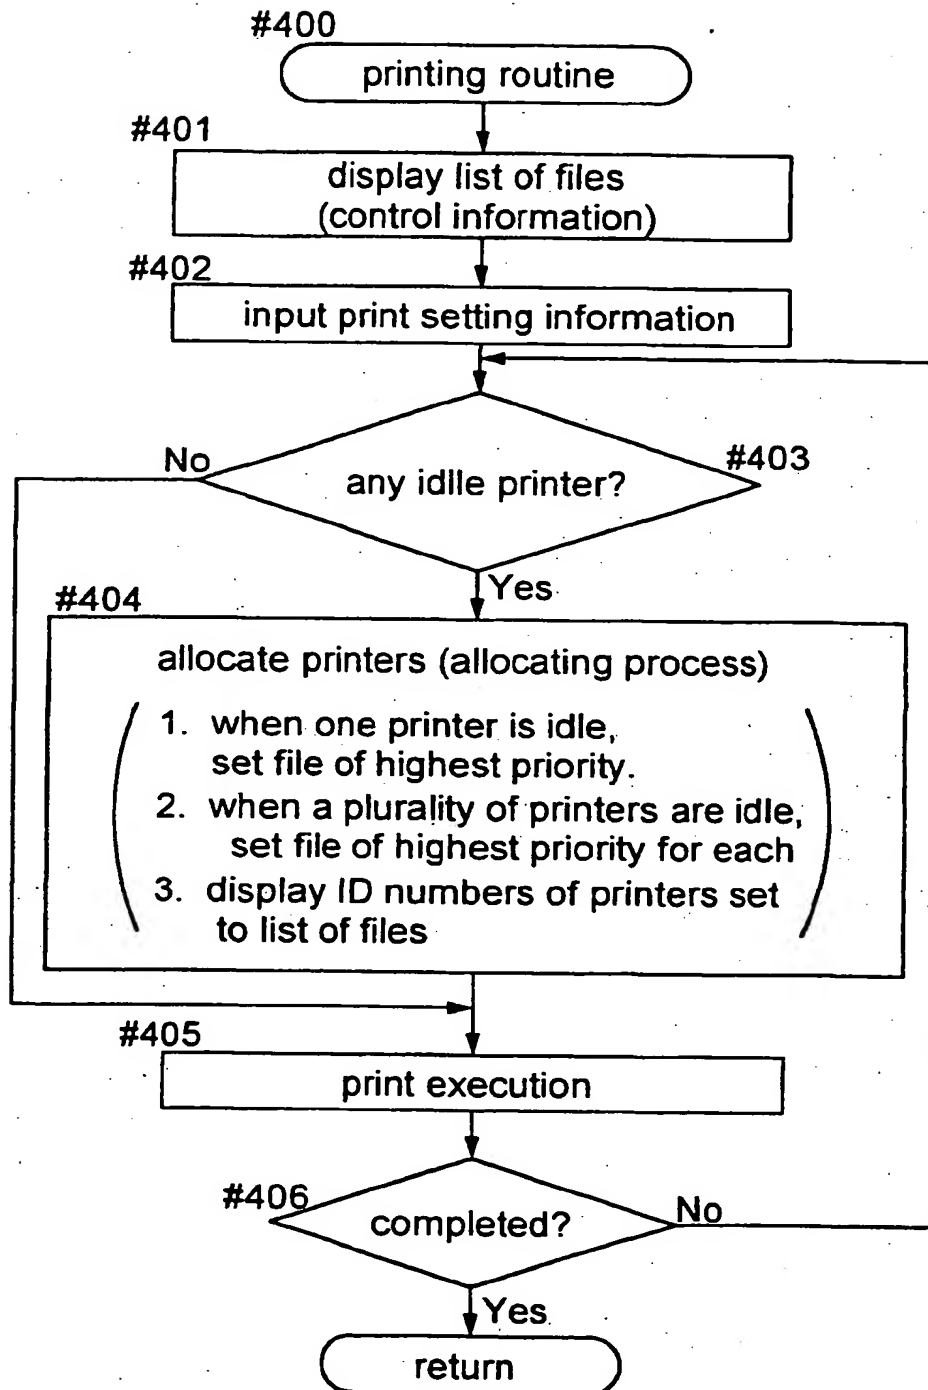 #400
printing routine
#401
display list of files
(control information)
#402
input print setting information
No
#403
any idlle printer?
Yes
#404
allocate printers (allocating process)
1. when one printer is idle,
set file of highest priority.
2. when a plurality of printers are idle,
set file of highest priority for each
3. display ID numbers of printers set
to list of files
#405
print execution
#406
completed?
No
Yes
return